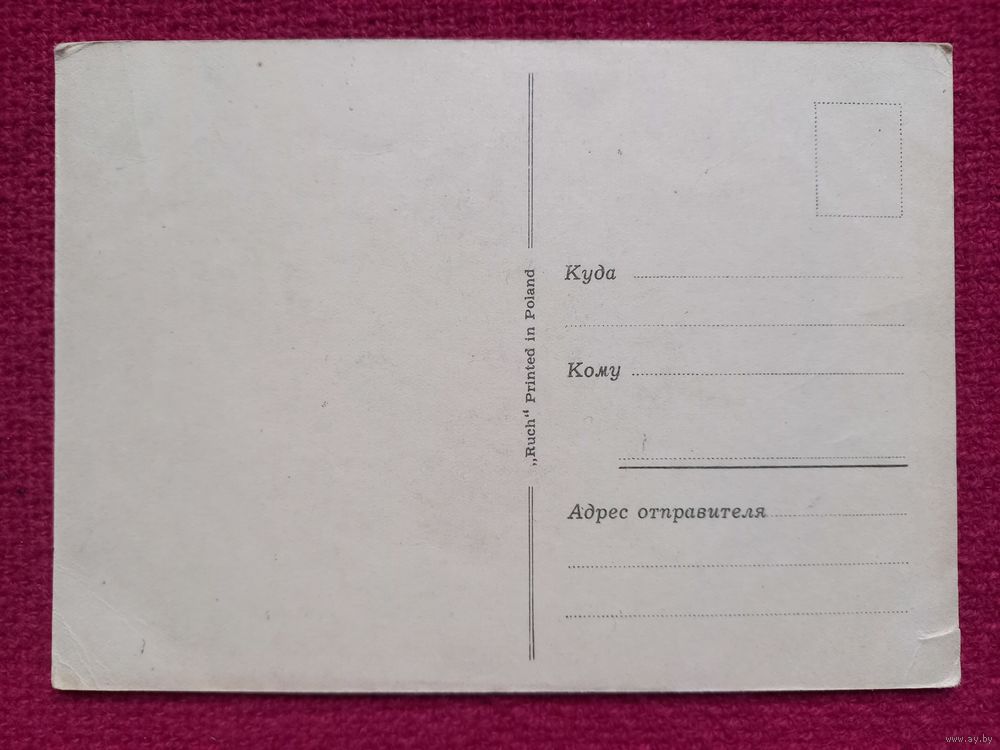 „Ruch“ Printed in Poland
Куда
Кому
Адрес отправителя
www.ay.by